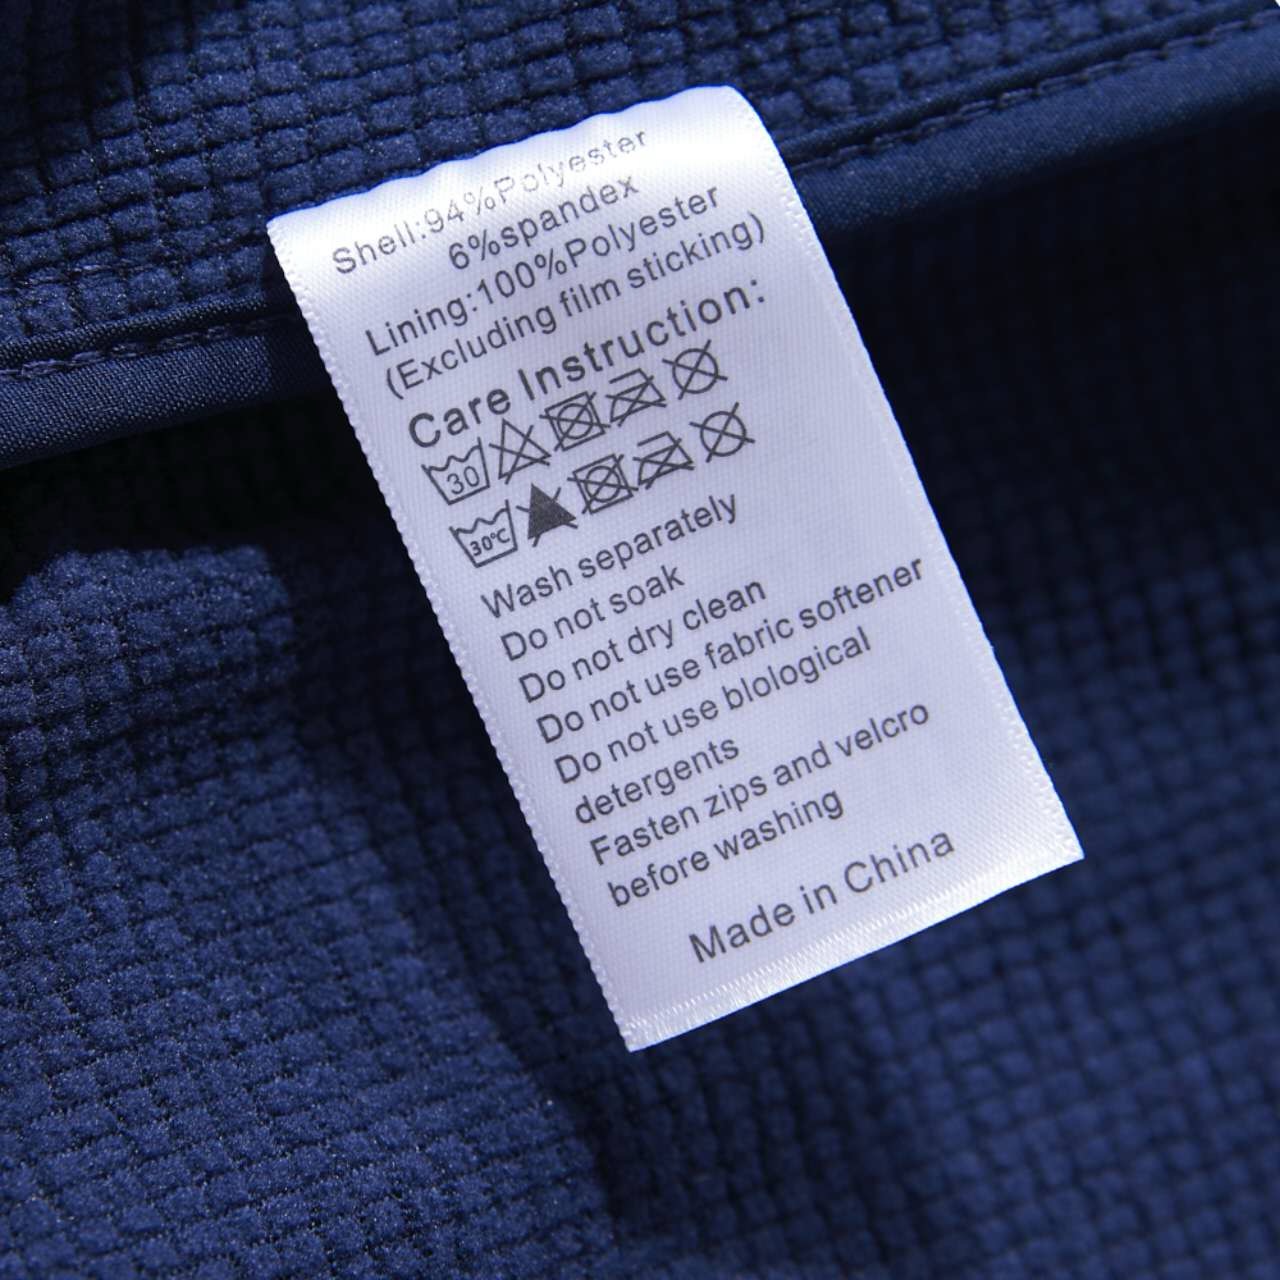 Shell:94%Polyester
6%spandex
Lining:100%Polyester
(Excluding film sticking)
Care Instruction:
30
30°C
Wash separately
Do not soak
Do not dry clean
Do not use fabric softener
Do not use blological
detergents
Fasten zips and velcro
before washing
Made in China